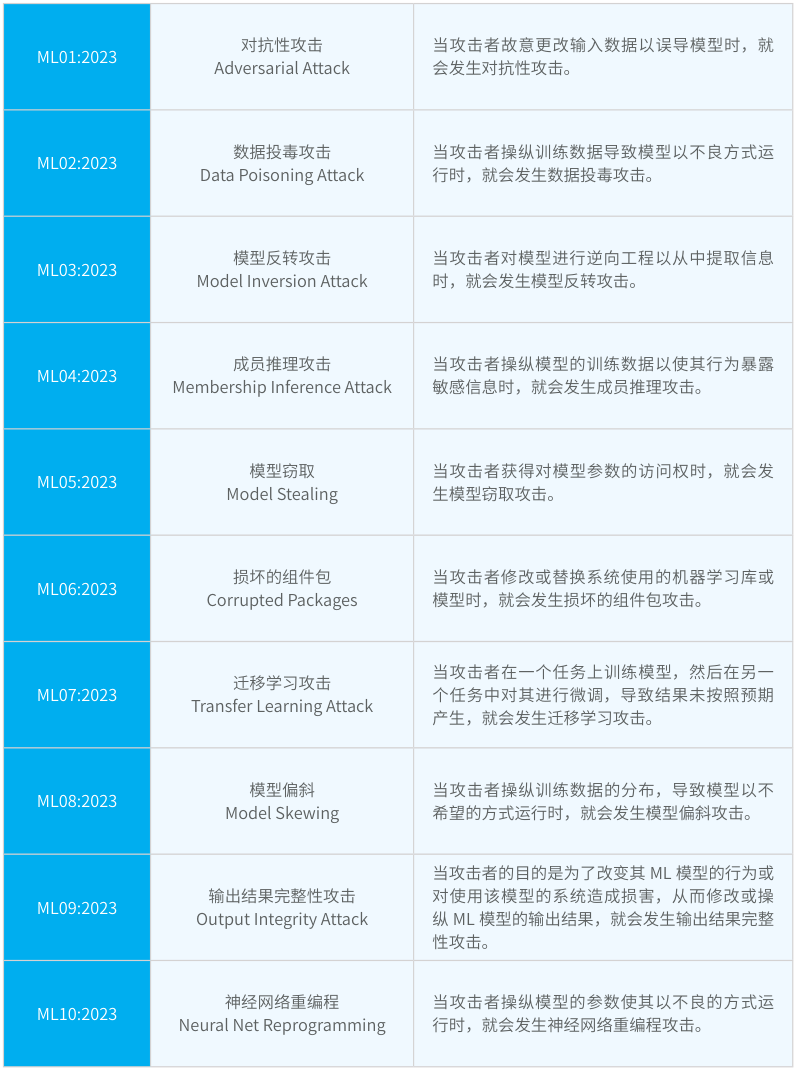 ML01:2023
对抗性攻击
Adversarial Attack
当攻击者故意更改输入数据以误导模型时，就
会发生对抗性攻击。
ML02:2023
数据投毒攻击
Data Poisoning Attack
当攻击者操纵训练数据导致模型以不良方式运
行时，就会发生数据投毒攻击。
ML03:2023
模型反转攻击
Model Inversion Attack
当攻击者对模型进行逆向工程以从中提取信息
时，就会发生模型反转攻击。
ML04:2023
成员推理攻击
Membership Inference Attack
当攻击者操纵模型的训练数据以使其行为暴露
敏感信息时，就会发生成员推理攻击。
ML05:2023
模型窃取
Model Stealing
当攻击者获得对模型参数的访问权时，就会发
生模型窃取攻击。
ML06:2023
损坏的组件包
Corrupted Packages
当攻击者修改或替换系统使用的机器学习库或
模型时，就会发生损坏的组件包攻击。
ML07:2023
迁移学习攻击
Transfer Learning Attack
当攻击者在一个任务上训练模型，然后在另一
个任务中对其进行微调，导致结果未按照预期
产生，就会发生迁移学习攻击。
ML08:2023
模型偏斜
Model Skewing
当攻击者操纵训练数据的分布，导致模型以不
希望的方式运行时，就会发生模型偏斜攻击。
ML09:2023
输出结果完整性攻击
Output Integrity Attack
当攻击者的目的是为了改变其 ML 模型的行为或
对使用该模型的系统造成损害，从而修改或操
纵 ML 模型的输出结果，就会发生输出结果完整
性攻击。
ML10:2023
神经网络重编程
Neural Net Reprogramming
当攻击者操纵模型的参数使其以不良的方式运
行时，就会发生神经网络重编程攻击。